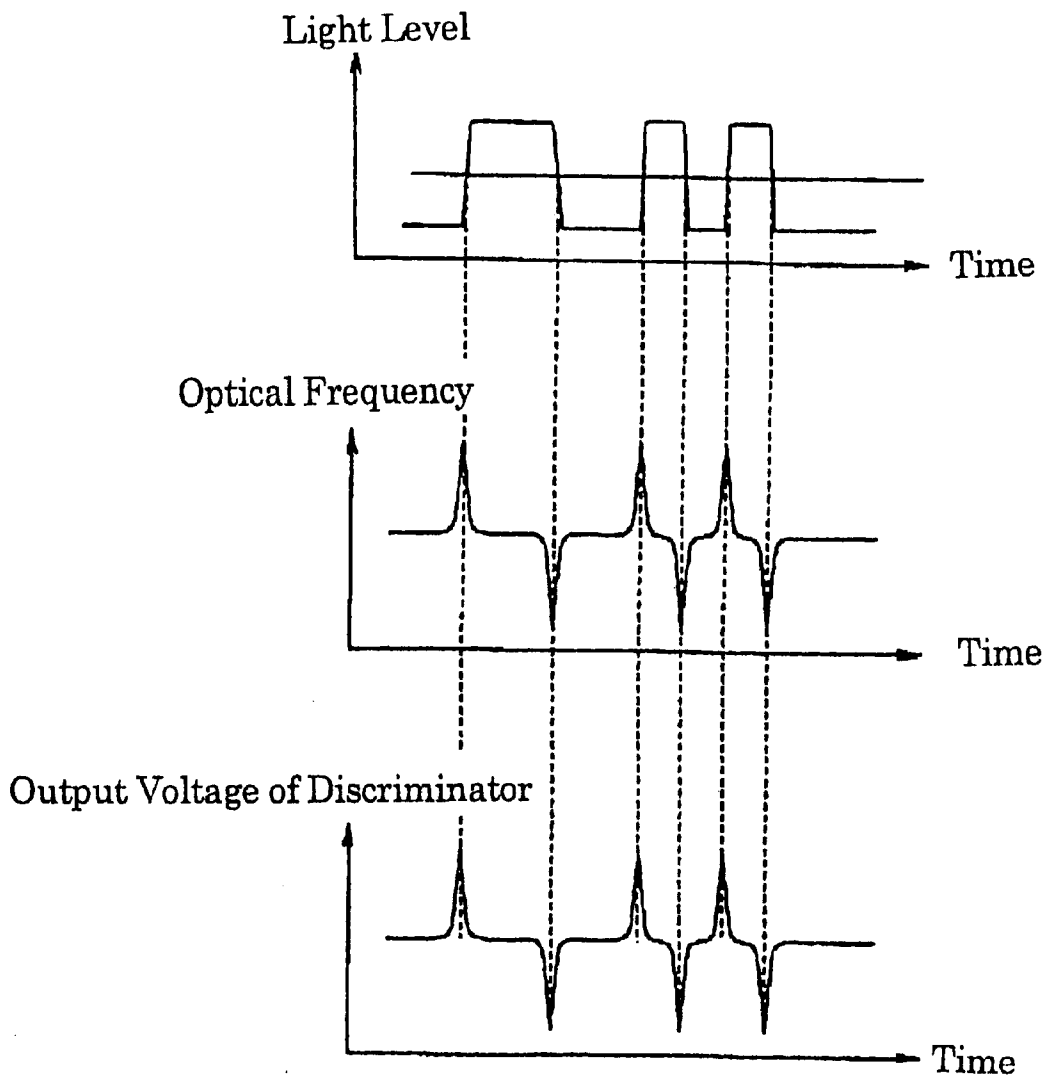 Light Level
Time
Optical Frequency
Time
Output Voltage of Discriminator
Time